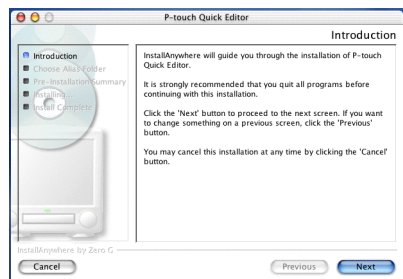 P-touch Quick Editor
Introduction
Introduction
Choose Alias Folder
Pre-Installation Summary
Installing...
Install Complete
InstallAnywhere will guide you through the installation of P-touch
Quick Editor.
It is strongly recommended that you quit all programs before
continuing with this installation.
Click the 'Next' button to proceed to the next screen. If you want
to change something on a previous screen, click the 'Previous'
button.
You may cancel this installation at any time by clicking the 'Cancel'
button.
InstallAnywhere by Zero G
Cancel
Previous
Next